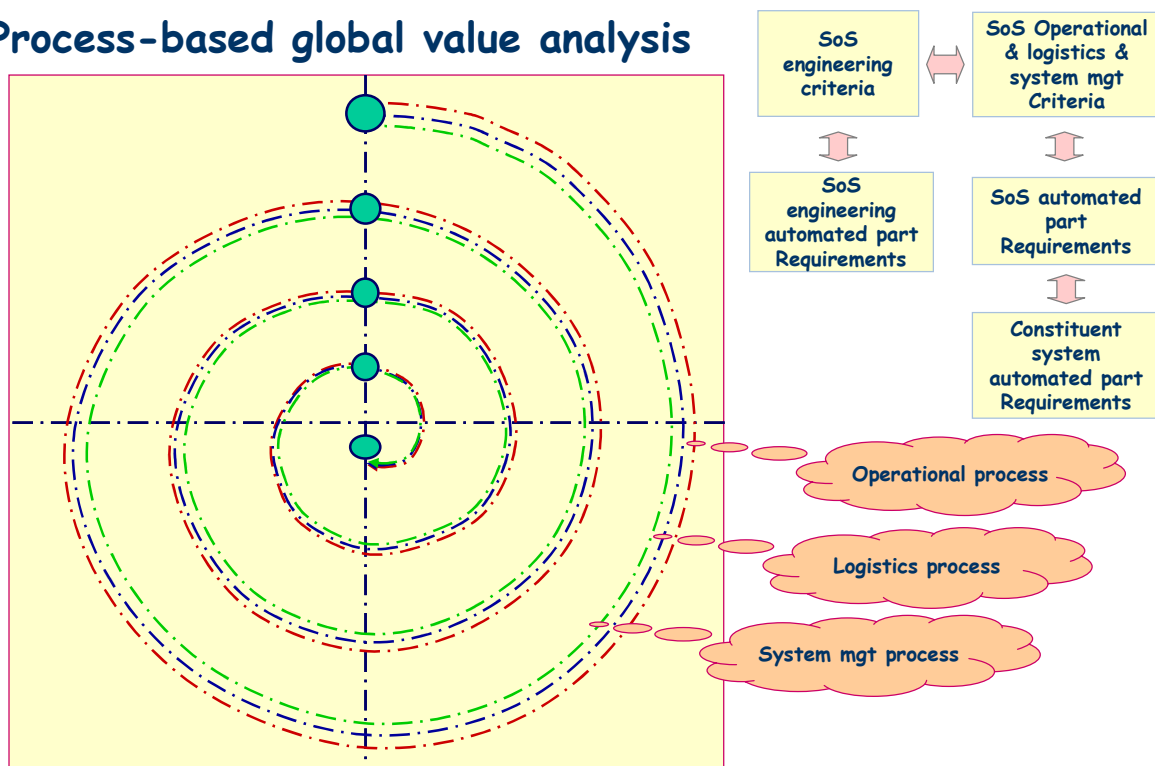 Process-based global value analysis
SoS
engineering
criteria
SoS Operational
& logistics &
system mgt
Criteria
SoS
engineering
automated part
Requirements
SoS automated
part
Requirements
Constituent
system
automated part
Requirements
Operational process
Logistics process
System mgt process